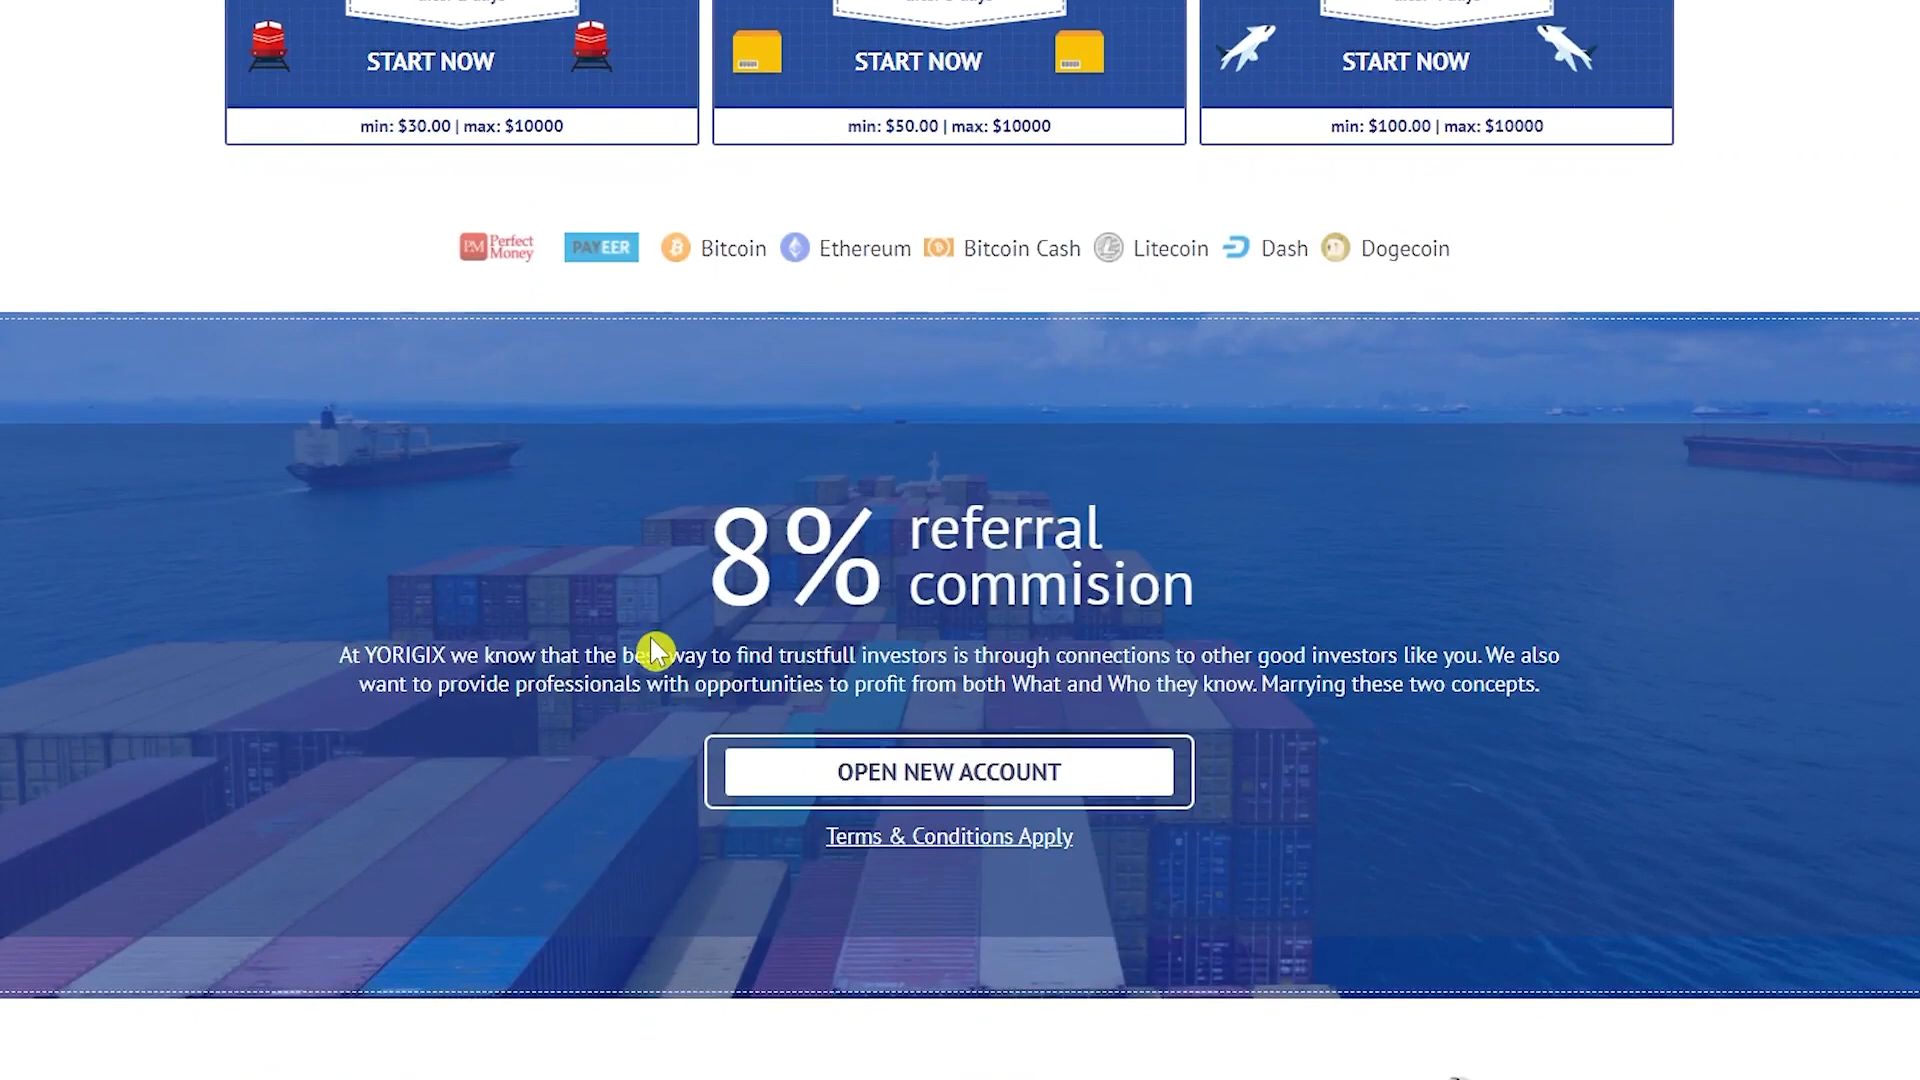 START NOW
START NOW
START NOW
min: $30.00 | max: $10000
min: $50.00 | max: $10000
min: $100.00 | max: $10000
PM Perfect Money
PAYEER
Bitcoin
Ethereum
Bitcoin Cash
Litecoin
Dash
Dogecoin
8% referral
commision
At YORIGIX we know that the best way to find trustfull investors is through connections to other good investors like you. We also
want to provide professionals with opportunities to profit from both What and Who they know. Marrying these two concepts.
OPEN NEW ACCOUNT
Terms & Conditions Apply